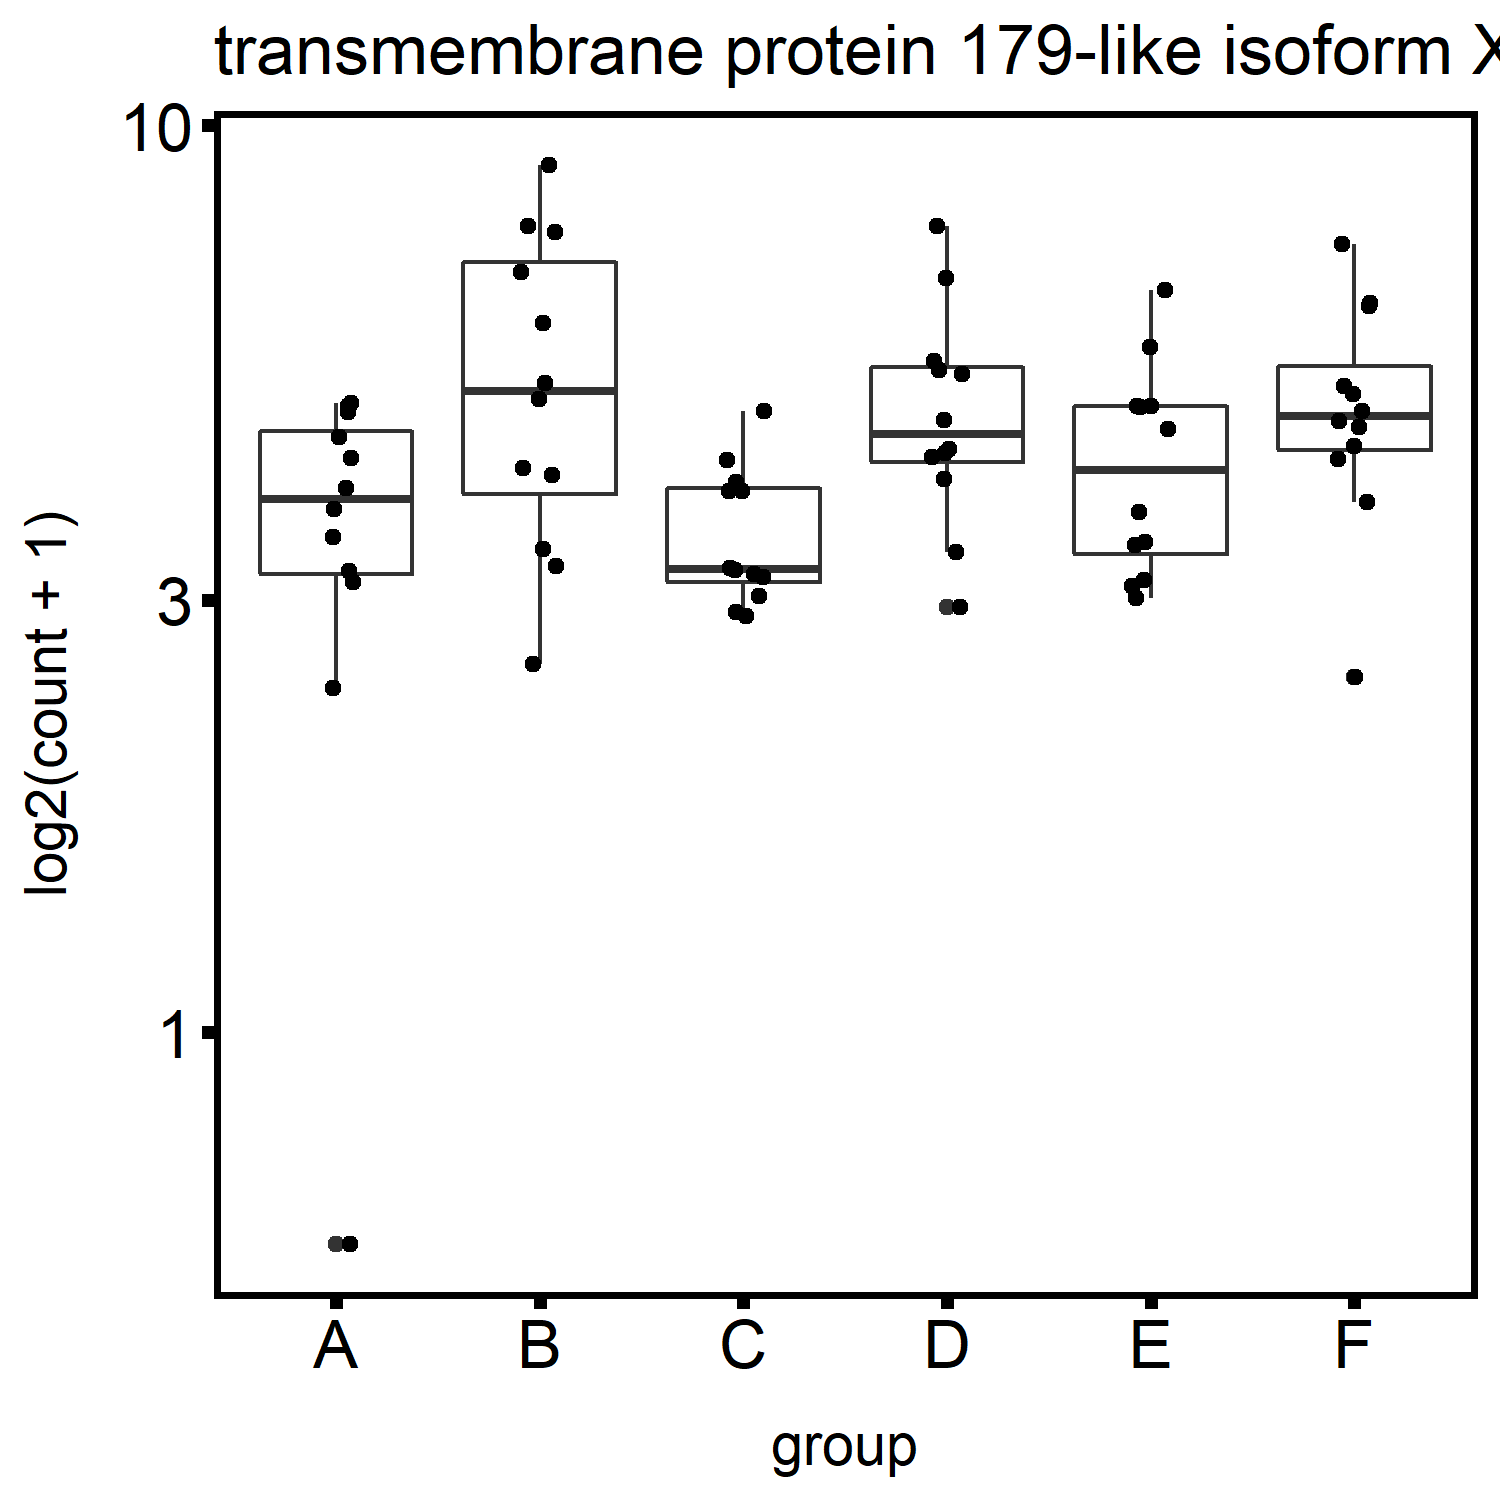 transmembrane protein 179-like isoform X
10
3
1
log2(count + 1)
A B C D E F
group